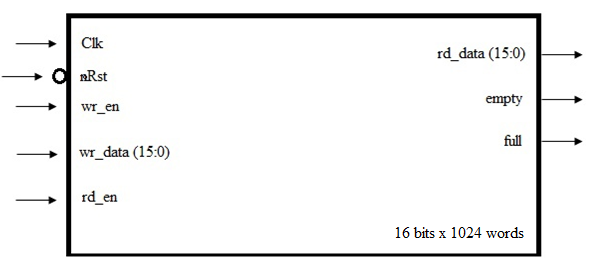 Clk
nRst
wr_en
wr_data (15:0)
rd_en
rd_data (15:0)
empty
full
16 bits x 1024 words